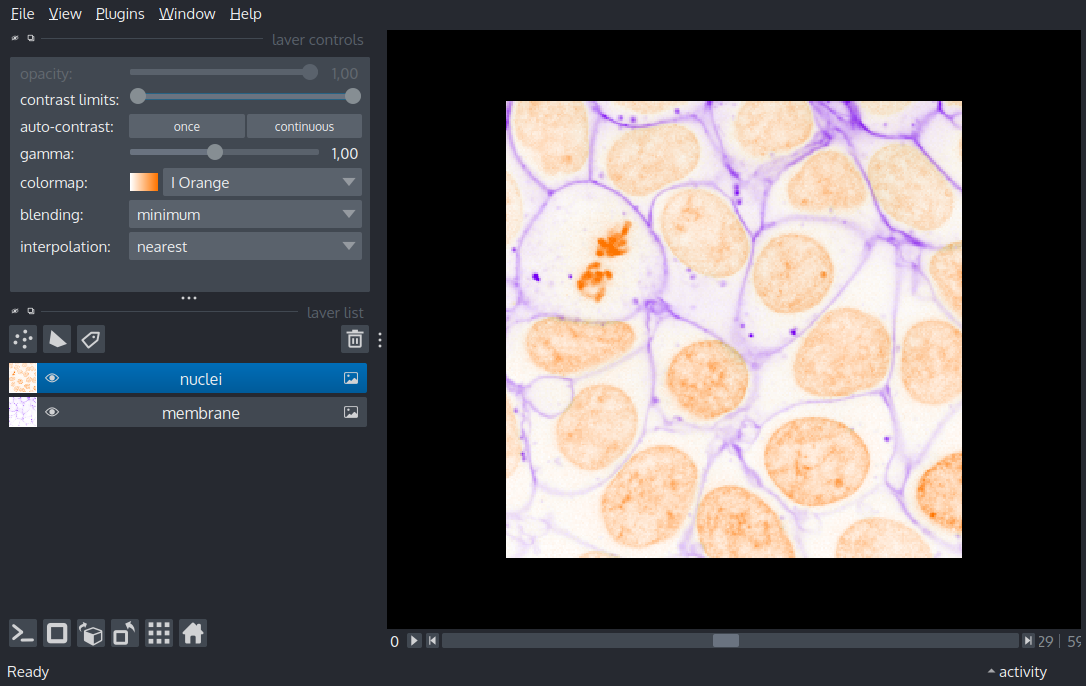 File View Plugins Window Help
layer controls
opacity: 1,00
contrast limits:
auto-contrast: once continuous
gamma: 1,00
colormap: I Orange
blending: minimum
interpolation: nearest
layer list
nuclei
membrane
0 29 59
Ready activity